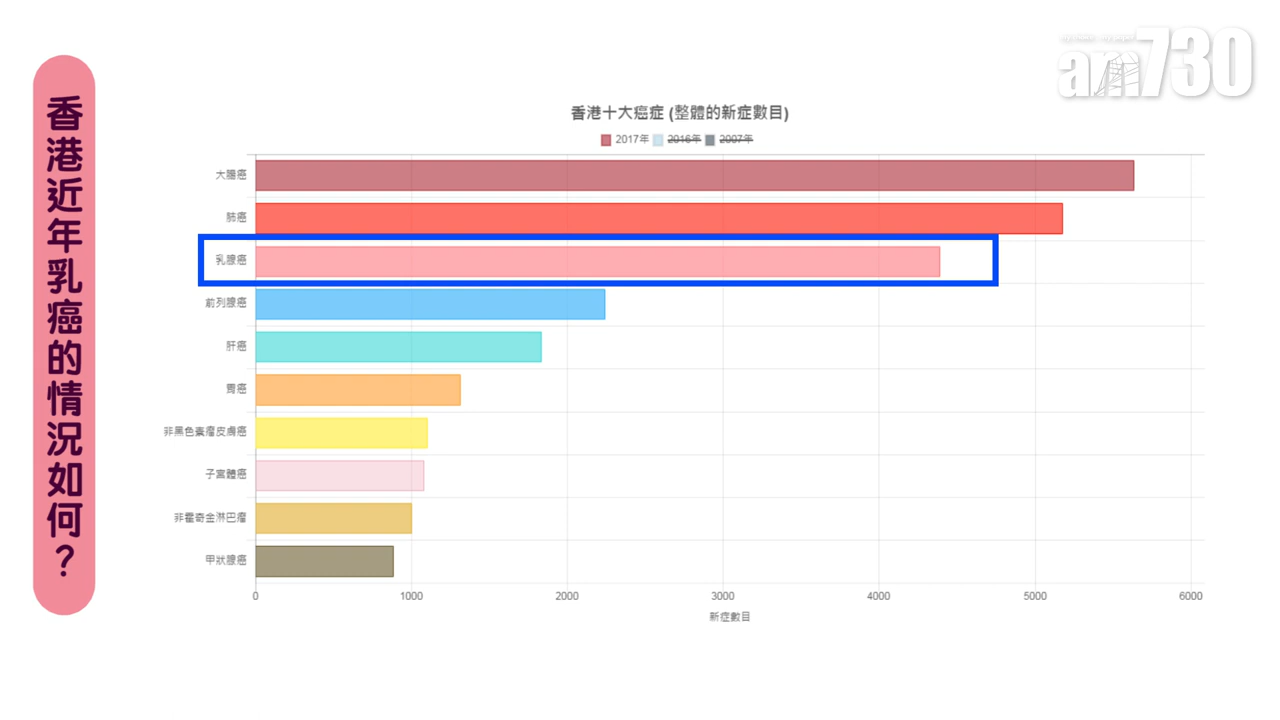 香港近年乳癌的情況如何？
am730
香港十大癌症 (整體的新症數目)
2017年 2016年 2007年
大腸癌
肺癌
乳腺癌
前列腺癌
肝癌
胃癌
非黑色素瘤皮膚癌
子宮體癌
非霍奇金淋巴瘤
甲狀腺癌
0 1000 2000 3000 4000 5000 6000
新症數目